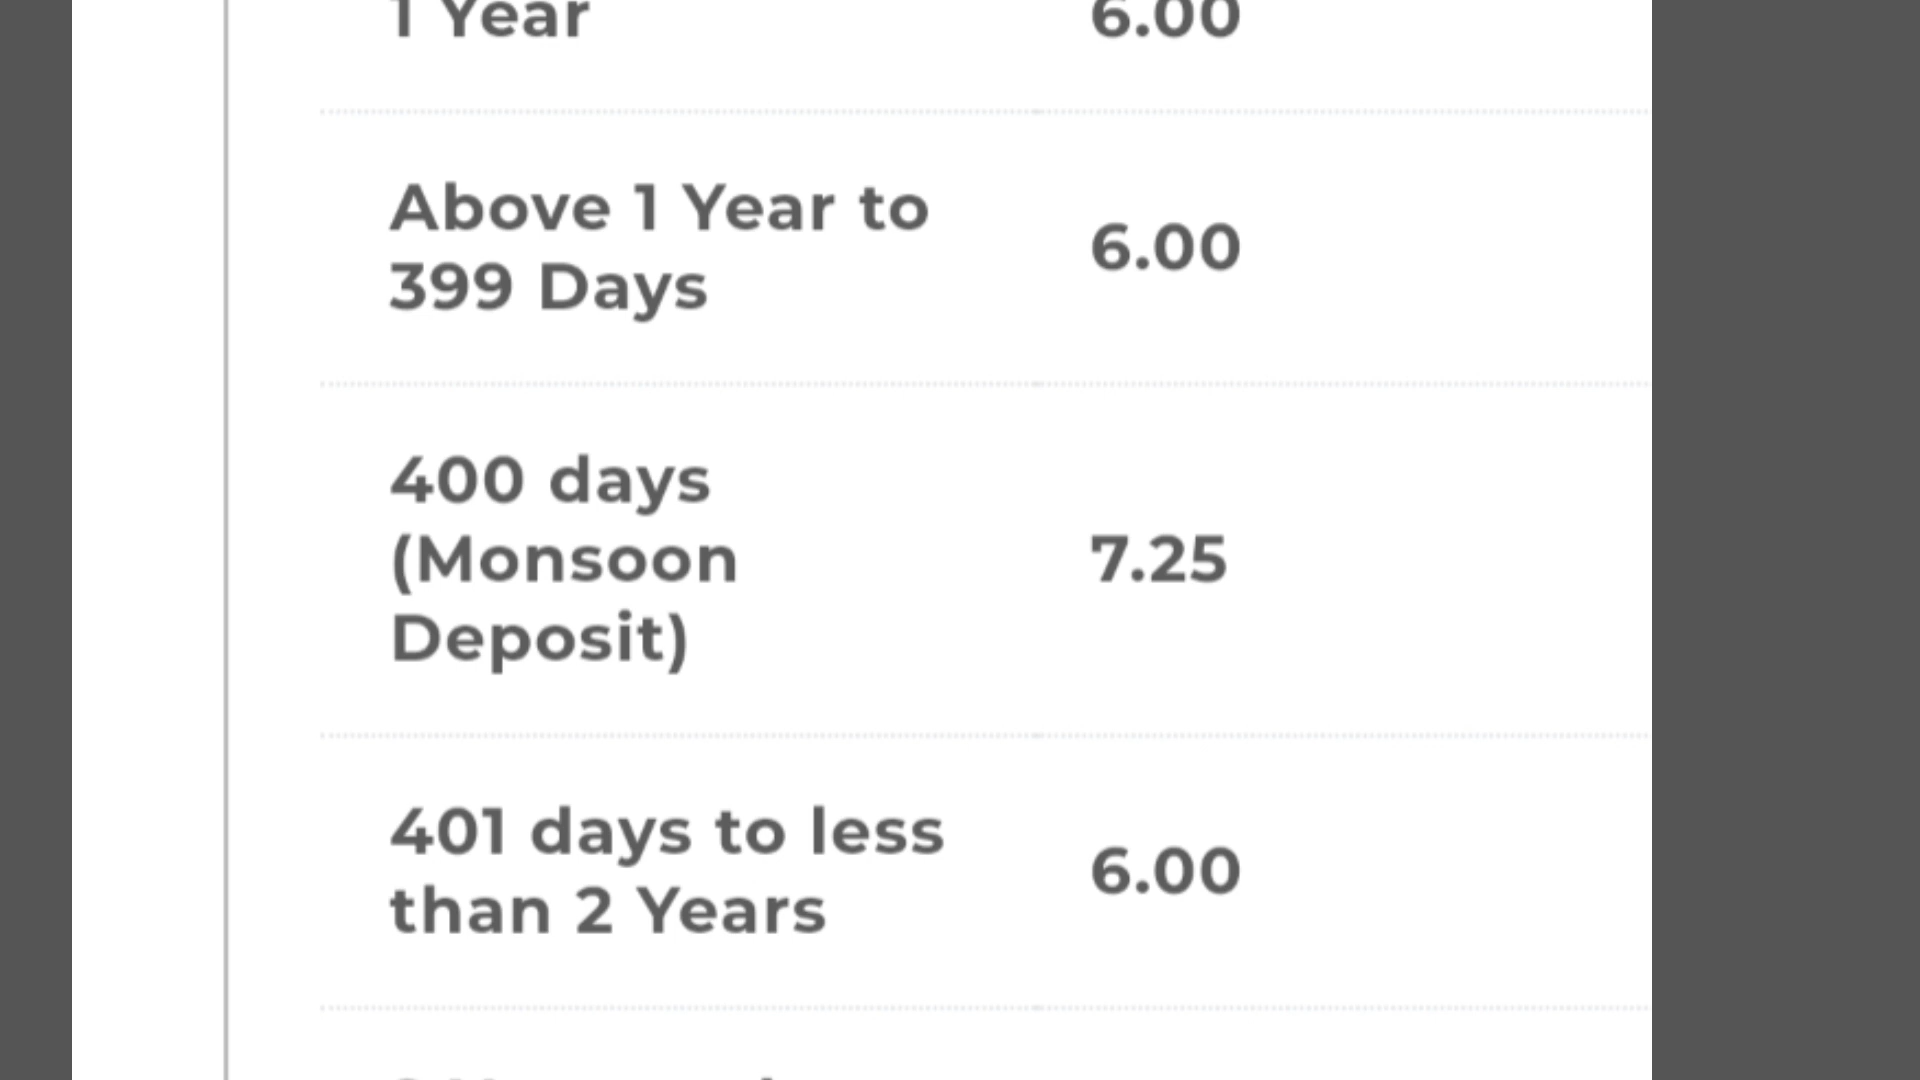 1 Year 6.00
Above 1 Year to
399 Days
6.00
400 days
(Monsoon
Deposit)
7.25
401 days to less
than 2 Years
6.00